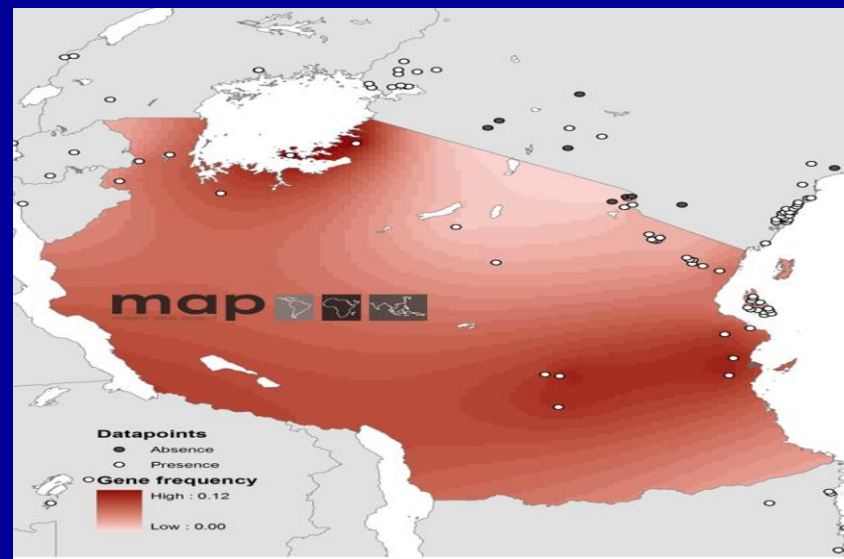 map
Datapoints
Absence
Presence
Gene frequency
High : 0.12
Low : 0.00